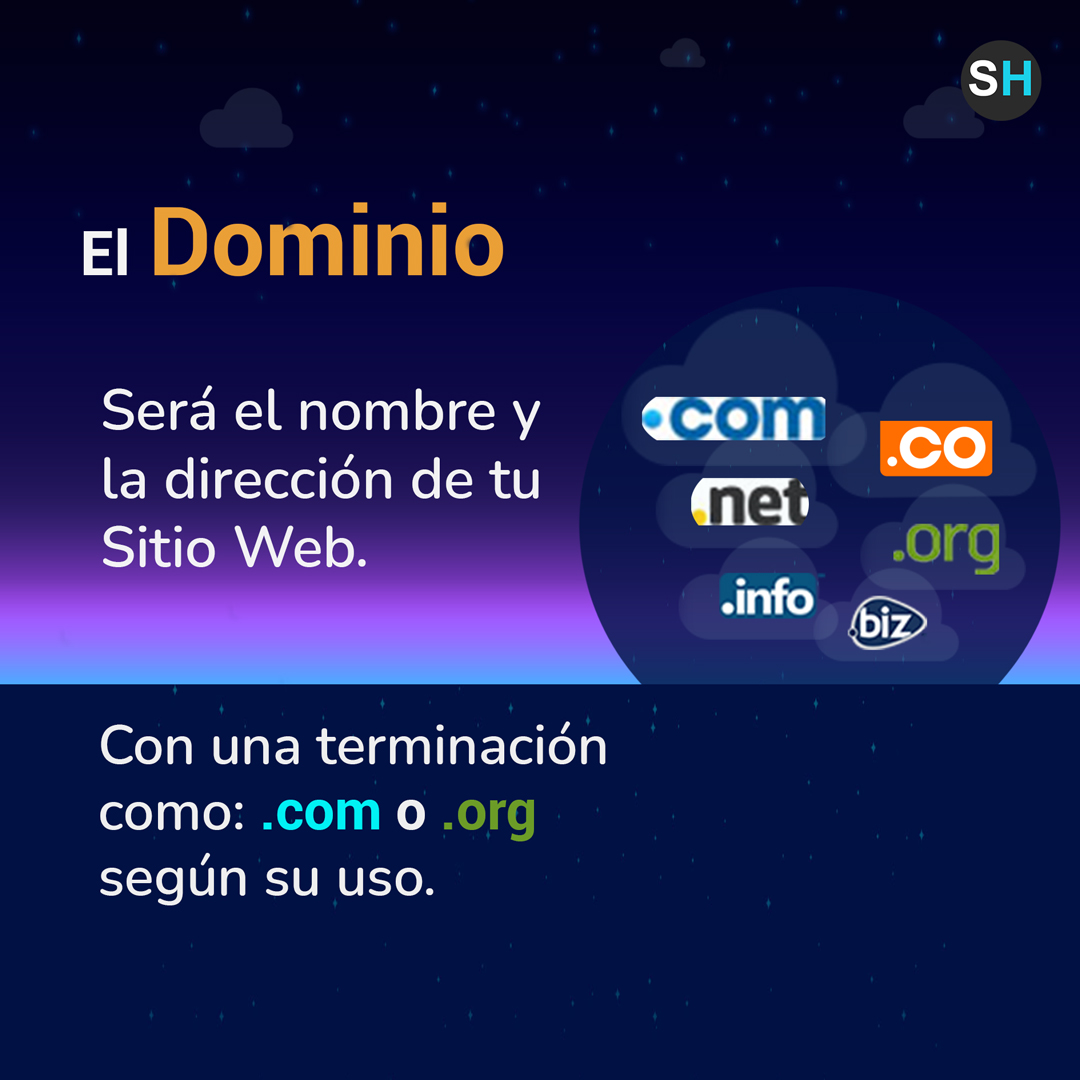 SH
El Dominio
Será el nombre y
la dirección de tu
Sitio Web.
.com
.co
.net
.org
.info
.biz
Con una terminación
como: .com o .org
según su uso.